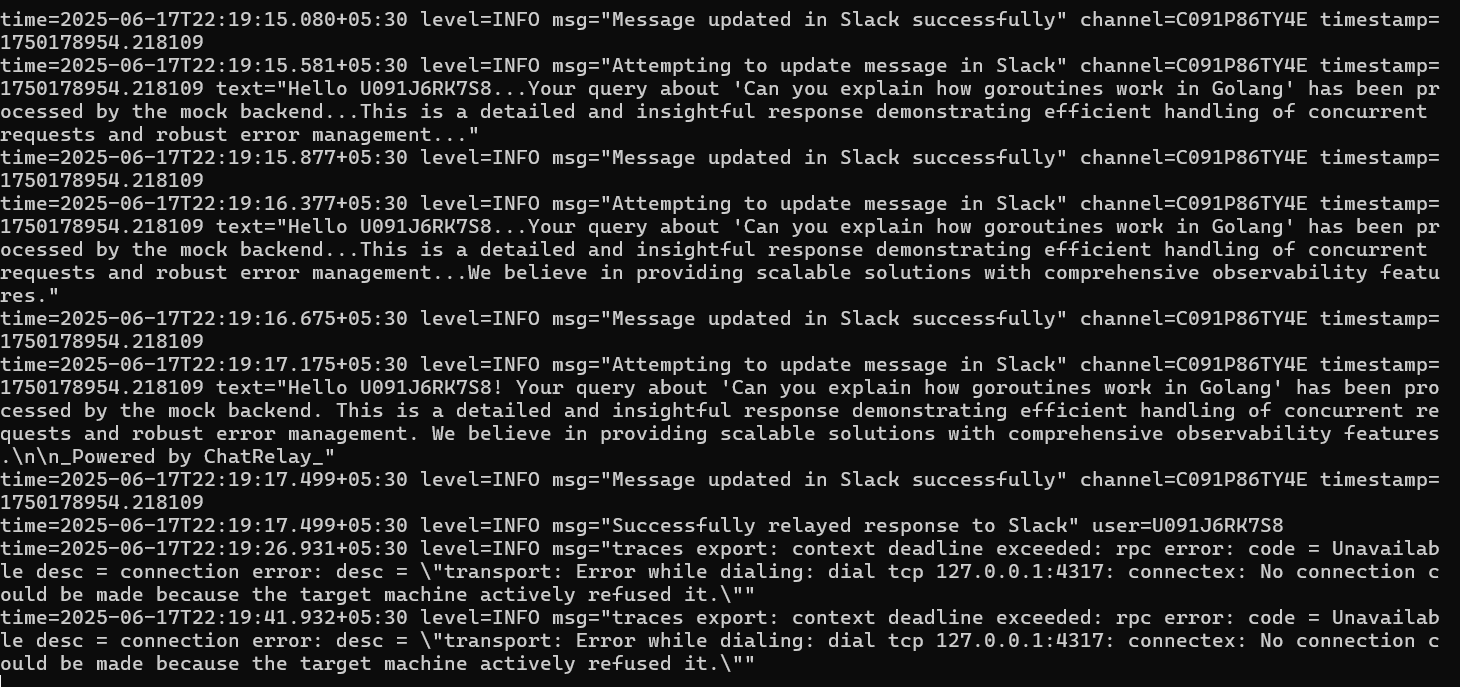 time=2025-06-17T22:19:15.080+05:30 level=INFO msg="Message updated in Slack successfully" channel=C091P86TY4E timestamp=
1750178954.218109
time=2025-06-17T22:19:15.581+05:30 level=INFO msg="Attempting to update message in Slack" channel=C091P86TY4E timestamp=
1750178954.218109 text="Hello U091J6RK7S8...Your query about 'Can you explain how goroutines work in Golang' has been pr
ocessed by the mock backend...This is a detailed and insightful response demonstrating efficient handling of concurrent
requests and robust error management..."
time=2025-06-17T22:19:15.877+05:30 level=INFO msg="Message updated in Slack successfully" channel=C091P86TY4E timestamp=
1750178954.218109
time=2025-06-17T22:19:16.377+05:30 level=INFO msg="Attempting to update message in Slack" channel=C091P86TY4E timestamp=
1750178954.218109 text="Hello U091J6RK7S8...Your query about 'Can you explain how goroutines work in Golang' has been pr
ocessed by the mock backend...This is a detailed and insightful response demonstrating efficient handling of concurrent
requests and robust error management...We believe in providing scalable solutions with comprehensive observability featu
res."
time=2025-06-17T22:19:16.675+05:30 level=INFO msg="Message updated in Slack successfully" channel=C091P86TY4E timestamp=
1750178954.218109
time=2025-06-17T22:19:17.175+05:30 level=INFO msg="Attempting to update message in Slack" channel=C091P86TY4E timestamp=
1750178954.218109 text="Hello U091J6RK7S8! Your query about 'Can you explain how goroutines work in Golang' has been pro
cessed by the mock backend. This is a detailed and insightful response demonstrating efficient handling of concurrent re
quests and robust error management. We believe in providing scalable solutions with comprehensive observability features
.\n\n_Powered by ChatRelay_"
time=2025-06-17T22:19:17.499+05:30 level=INFO msg="Message updated in Slack successfully" channel=C091P86TY4E timestamp=
1750178954.218109
time=2025-06-17T22:19:17.499+05:30 level=INFO msg="Successfully relayed response to Slack" user=U091J6RK7S8
time=2025-06-17T22:19:26.931+05:30 level=INFO msg="traces export: context deadline exceeded: rpc error: code = Unavailab
le desc = connection error: desc = \"transport: Error while dialing: dial tcp 127.0.0.1:4317: connectex: No connection c
ould be made because the target machine actively refused it.\""
time=2025-06-17T22:19:41.932+05:30 level=INFO msg="traces export: context deadline exceeded: rpc error: code = Unavailab
le desc = connection error: desc = \"transport: Error while dialing: dial tcp 127.0.0.1:4317: connectex: No connection c
ould be made because the target machine actively refused it.\""